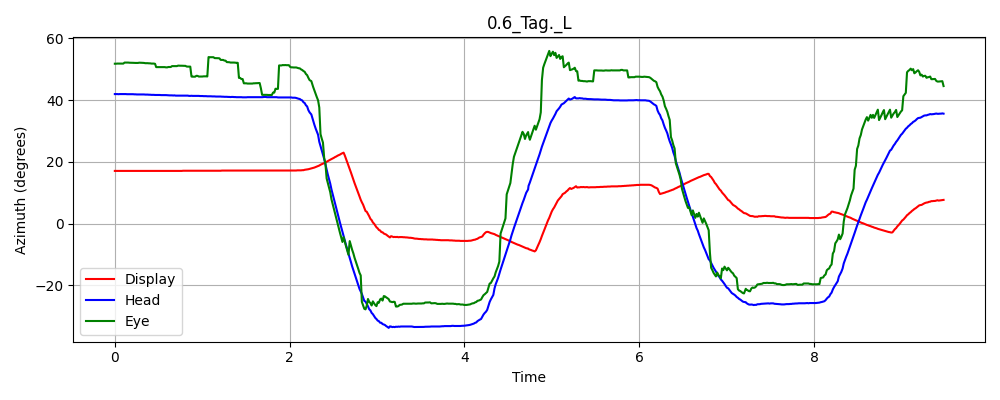 0.6_Tag._L
Azimuth (degrees)
60
40
20
0
−20
Display
Head
Eye
0 2 4 6 8
Time